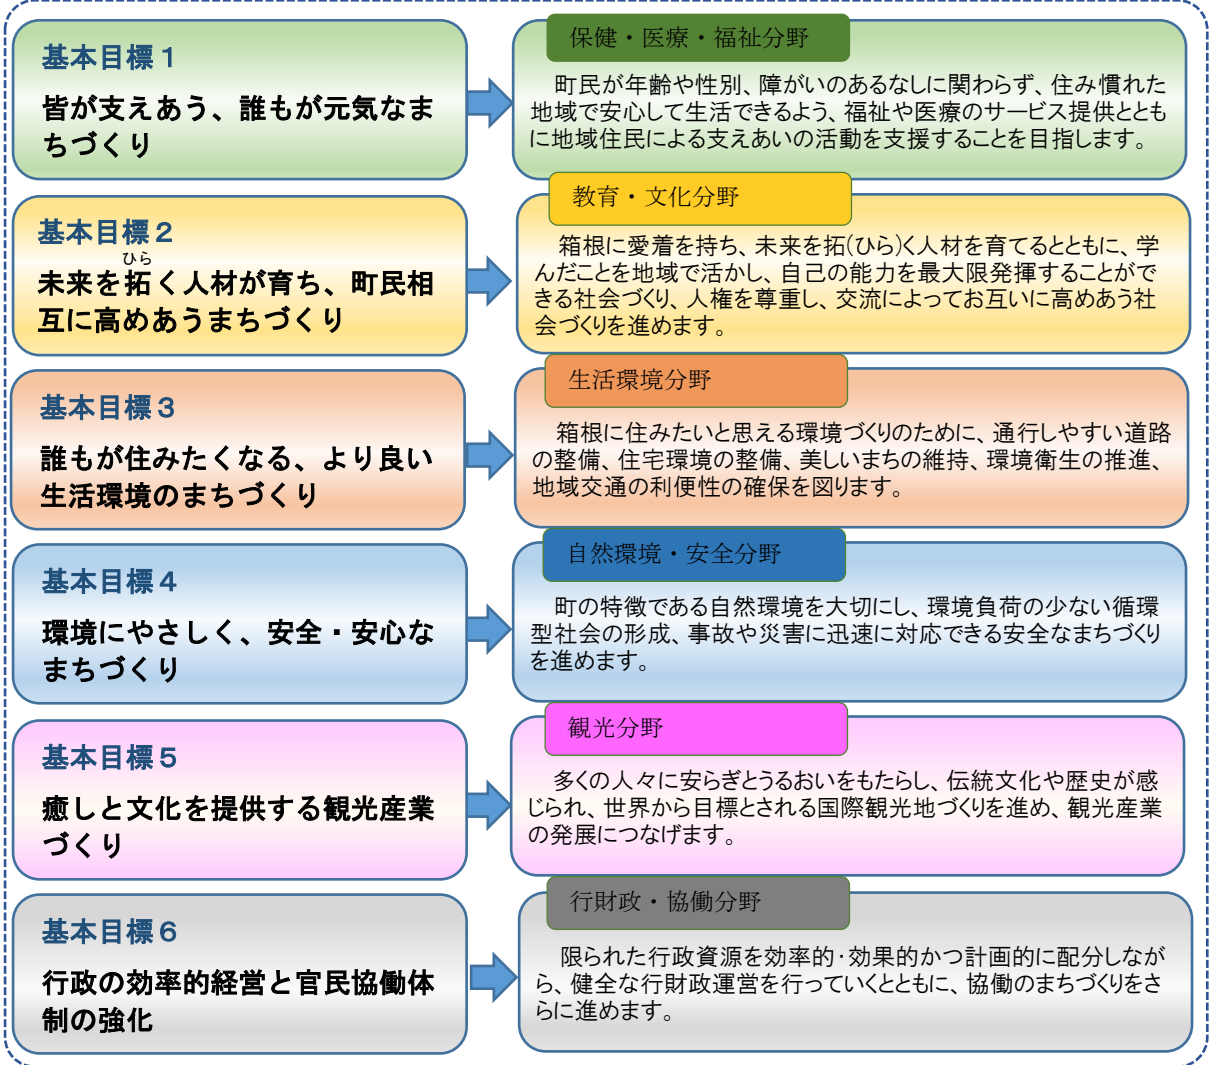 基本目標１
皆が支えあう、誰もが元気なま
ちづくり
保健・医療・福祉分野
町民が年齢や性別、障がいのあるなしに関わらず、住み慣れた
地域で安心して生活できるよう、福祉や医療のサービス提供ととも
に地域住民による支えあいの活動を支援することを目指します。
基本目標２
ひら
未来を拓く人材が育ち、町民相
互に高めあうまちづくり
教育・文化分野
箱根に愛着を持ち、未来を拓(ひら)く人材を育てるとともに、学
んだことを地域で活かし、自己の能力を最大限発揮することがで
きる社会づくり、人権を尊重し、交流によってお互いに高めあう社
会づくりを進めます。
基本目標３
誰もが住みたくなる、より良い
生活環境のまちづくり
生活環境分野
箱根に住みたいと思える環境づくりのために、通行しやすい道路
の整備、住宅環境の整備、美しいまちの維持、環境衛生の推進、
地域交通の利便性の確保を図ります。
基本目標４
環境にやさしく、安全・安心な
まちづくり
自然環境・安全分野
町の特徴である自然環境を大切にし、環境負荷の少ない循環
型社会の形成、事故や災害に迅速に対応できる安全なまちづくり
を進めます。
基本目標５
癒しと文化を提供する観光産業
づくり
観光分野
多くの人々に安らぎとうるおいをもたらし、伝統文化や歴史が感
じられ、世界から目標とされる国際観光地づくりを進め、観光産業
の発展につなげます。
基本目標６
行政の効率的経営と官民協働体
制の強化
行財政・協働分野
限られた行政資源を効率的･効果的かつ計画的に配分しなが
ら、健全な行財政運営を行っていくとともに、協働のまちづくりをさ
らに進めます。